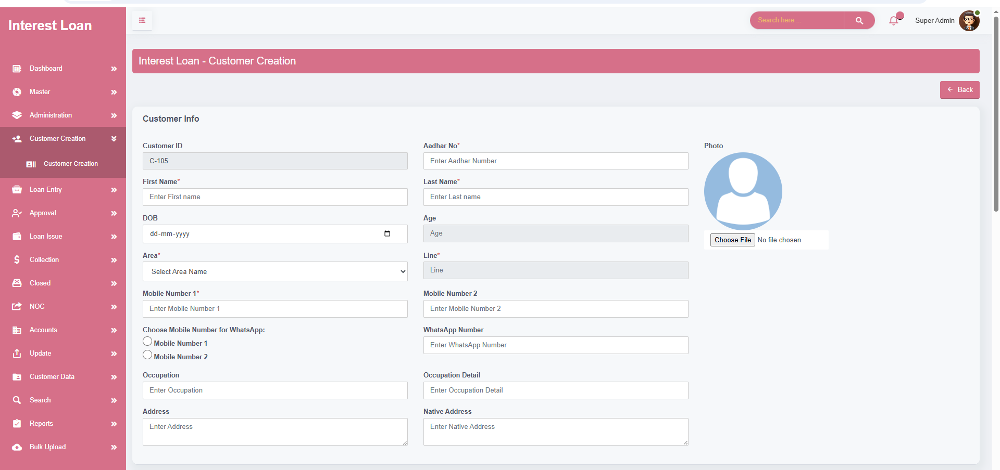 Interest Loan
Search here ...
Super Admin
Dashboard
Master
Administration
Customer Creation
Customer Creation
Loan Entry
Approval
Loan Issue
Collection
Closed
NOC
Accounts
Update
Customer Data
Search
Reports
Bulk Upload
Interest Loan - Customer Creation
Back
Customer Info
Customer ID
C-105
Aadhar No*
Enter Aadhar Number
Photo
Choose File No file chosen
First Name*
Enter First name
Last Name*
Enter Last name
DOB
dd-mm-yyyy
Age
Age
Area*
Select Area Name
Line*
Line
Mobile Number 1*
Enter Mobile Number 1
Mobile Number 2
Enter Mobile Number 2
Choose Mobile Number for WhatsApp:
Mobile Number 1
Mobile Number 2
WhatsApp Number
Enter WhatsApp Number
Occupation
Enter Occupation
Occupation Detail
Enter Occupation Detail
Address
Enter Address
Native Address
Enter Native Address